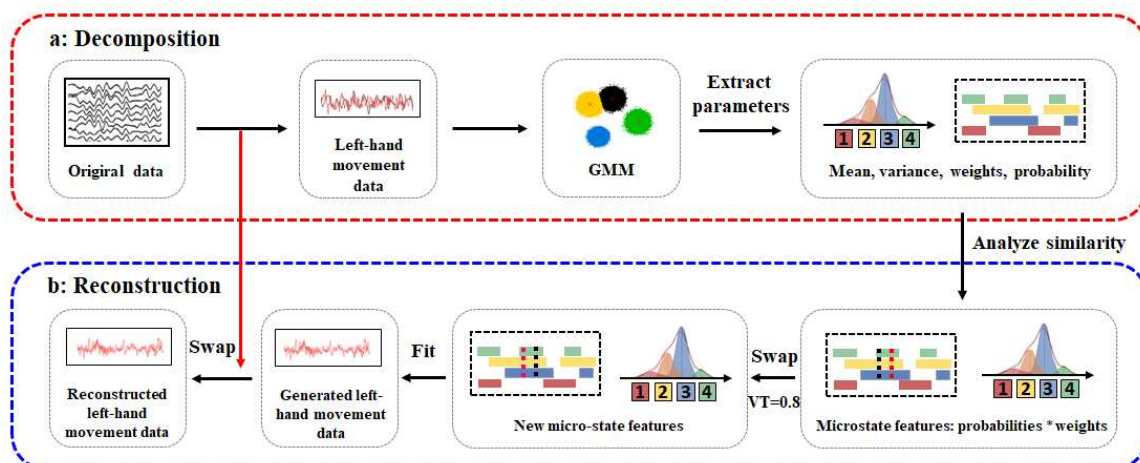 a: Decomposition
Origiral data
Left-hand
movement
data
GMM
Extract
parameters
1 2 3 4
Mean, variance, weights, probability
Analyze similarity
b: Reconstruction
Reconstructed
left-hand
movement data
Swap
Generated left-
hand movement
data
Fit
1 2 3 4
New micro-state features
Swap
VT=0.8
1 2 3 4
Microstate features: probabilities * weights